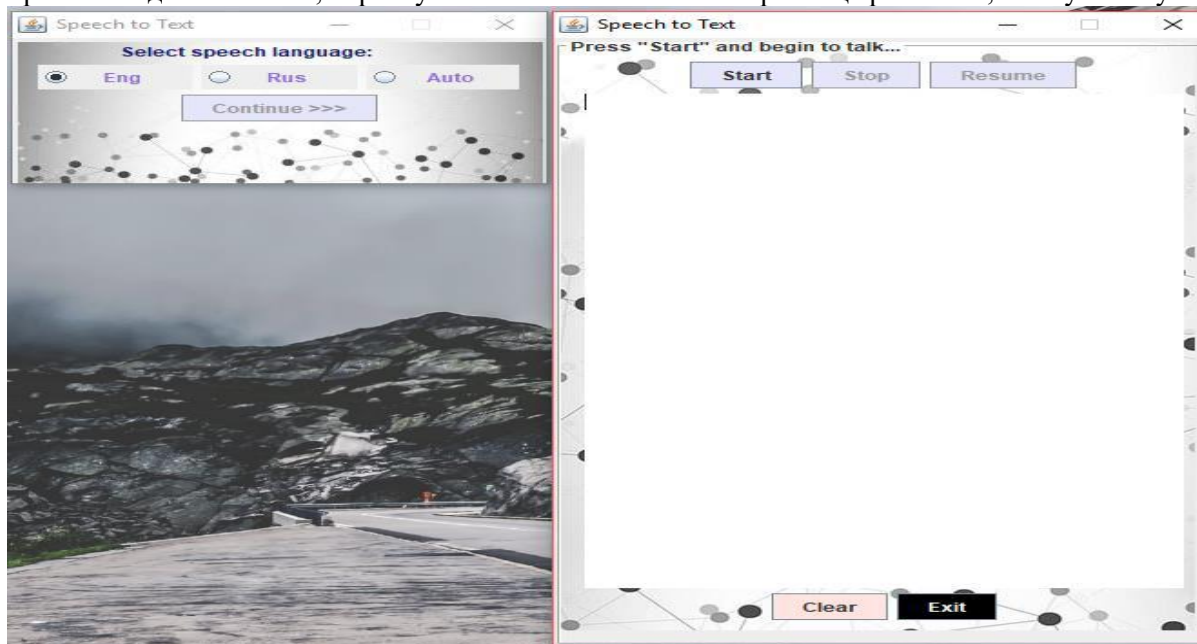 Speech to Text
Select speech language:
Eng Rus Auto
Continue >>>
Speech to Text
Press "Start" and begin to talk...
Start Stop Resume
Clear Exit